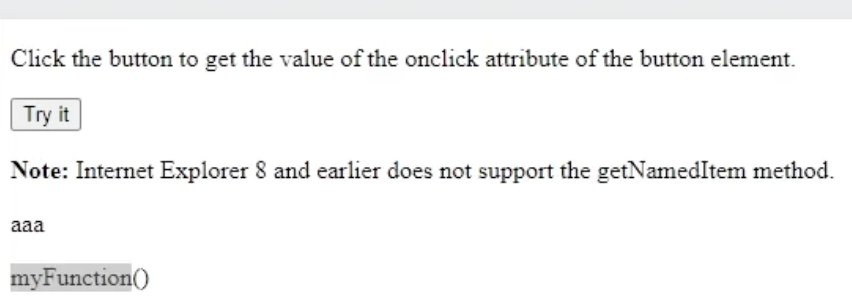 Click the button to get the value of the onclick attribute of the button element.
Try it
Note: Internet Explorer 8 and earlier does not support the getNamedItem method.
aaa
myFunction()